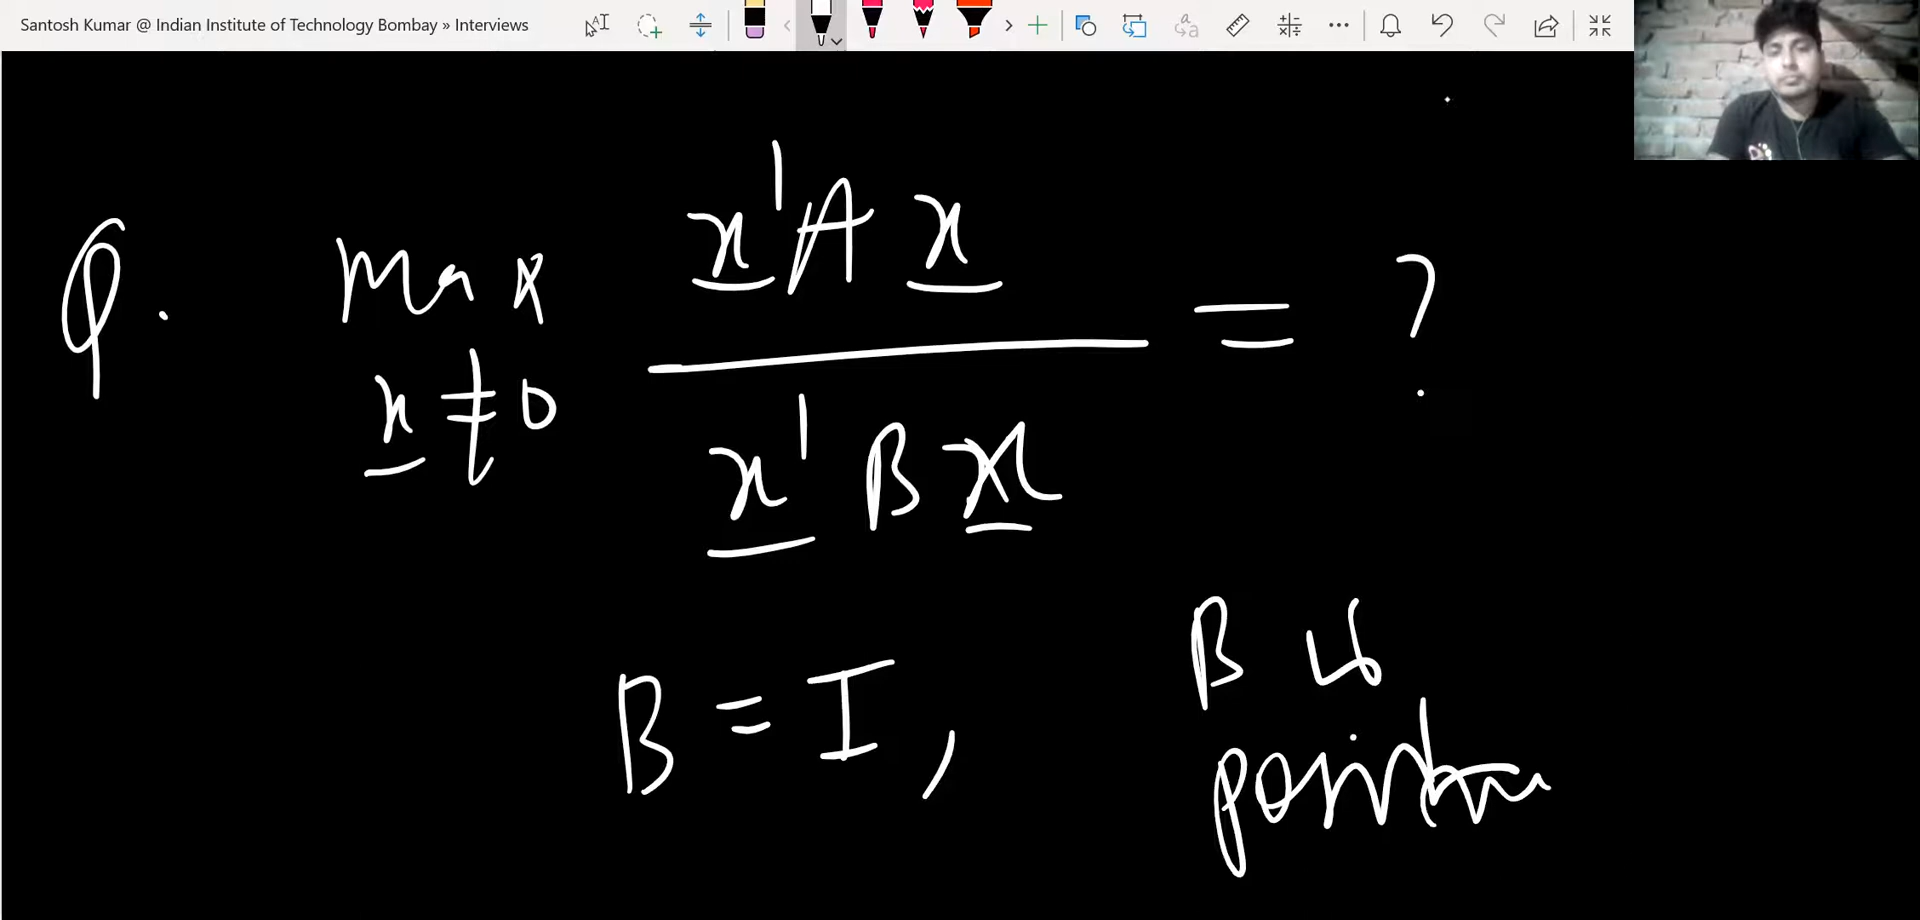 Santosh Kumar @ Indian Institute of Technology Bombay » Interviews
Q. Max x'Ax = ?
x ≠ 0
x'Bx
B is
B = I,
positive